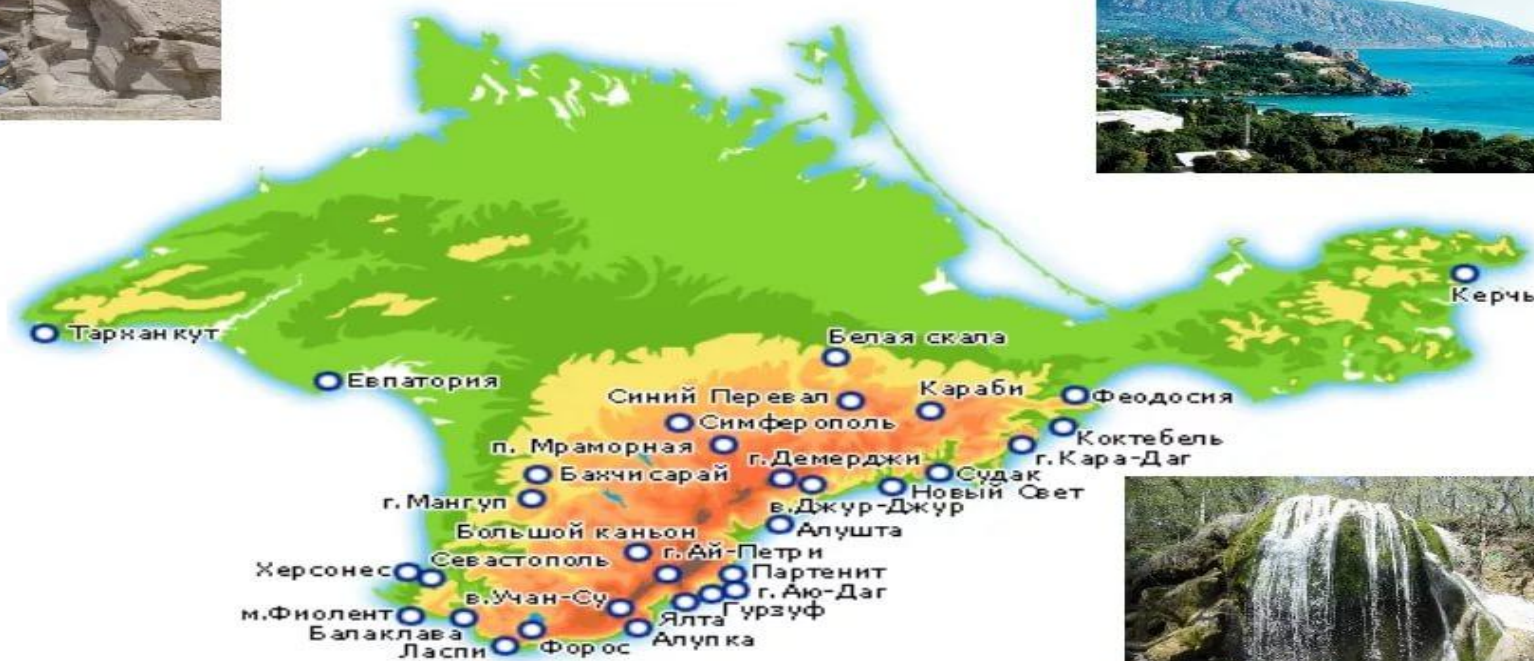 Керчь
Тарханкут
Белая скала
Евпатория
Караби
Синий Перевал
Феодосия
Симферополь
Коктебель
п. Мраморная
г.Кара-Даг
г.Демерджи
Бахчисарай
Судак
Новый Свет
г.Мангуп
в.Джур-Джур
Большой каньон
Алушта
г.Ай-Петри
Севастополь
Херсонес
Партенит
г.Аю-Даг
в.Учан-Су
Гурзуф
м.Фиолент
Ялта
Балаклава
Алупка
Форос
Ласпи